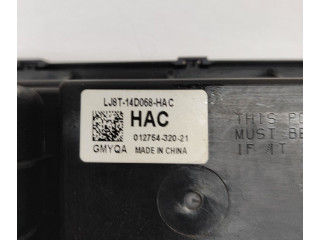 LJ8T-14D068-HAC
HAC
012754-320-21
GMYQA
MADE IN CHINA
THIS
MUST BE
IF IT